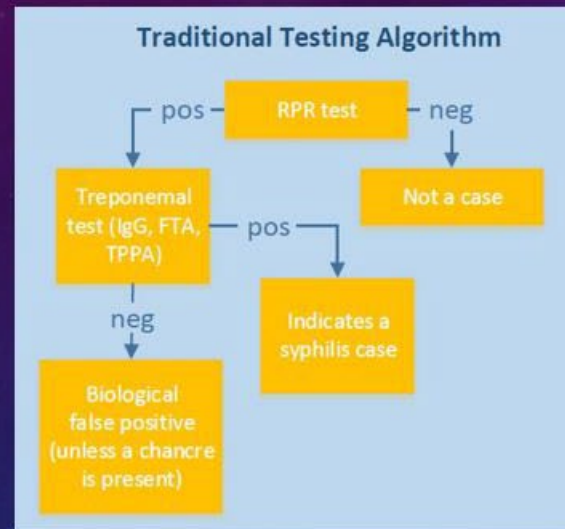 Traditional Testing Algorithm
pos
RPR test
neg
Treponemal
test (IgG, FTA,
TPPA)
Not a case
pos
neg
Indicates a
syphilis case
Biological
false positive
(unless a chancre
is present)